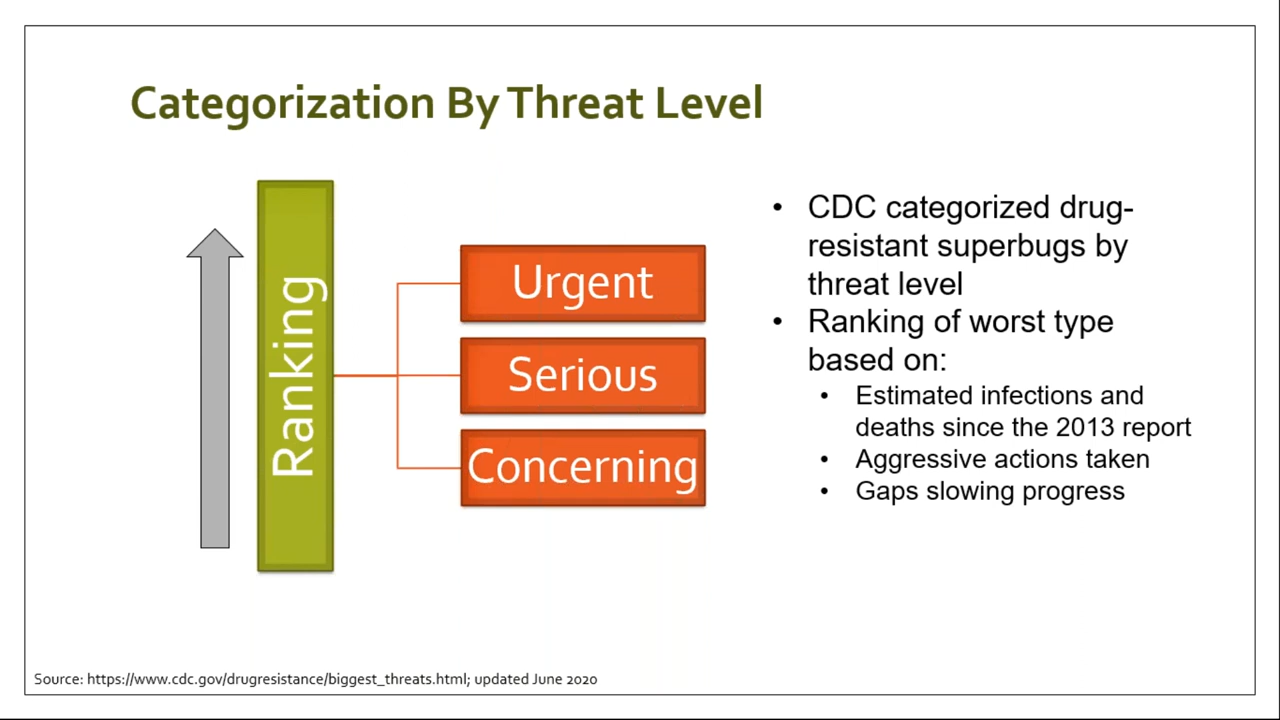 Categorization By Threat Level
Ranking
Urgent
Serious
Concerning
• CDC categorized drug-
resistant superbugs by
threat level
• Ranking of worst type
based on:
• Estimated infections and
deaths since the 2013 report
• Aggressive actions taken
• Gaps slowing progress
Source: https://www.cdc.gov/drugresistance/biggest_threats.html; updated June 2020